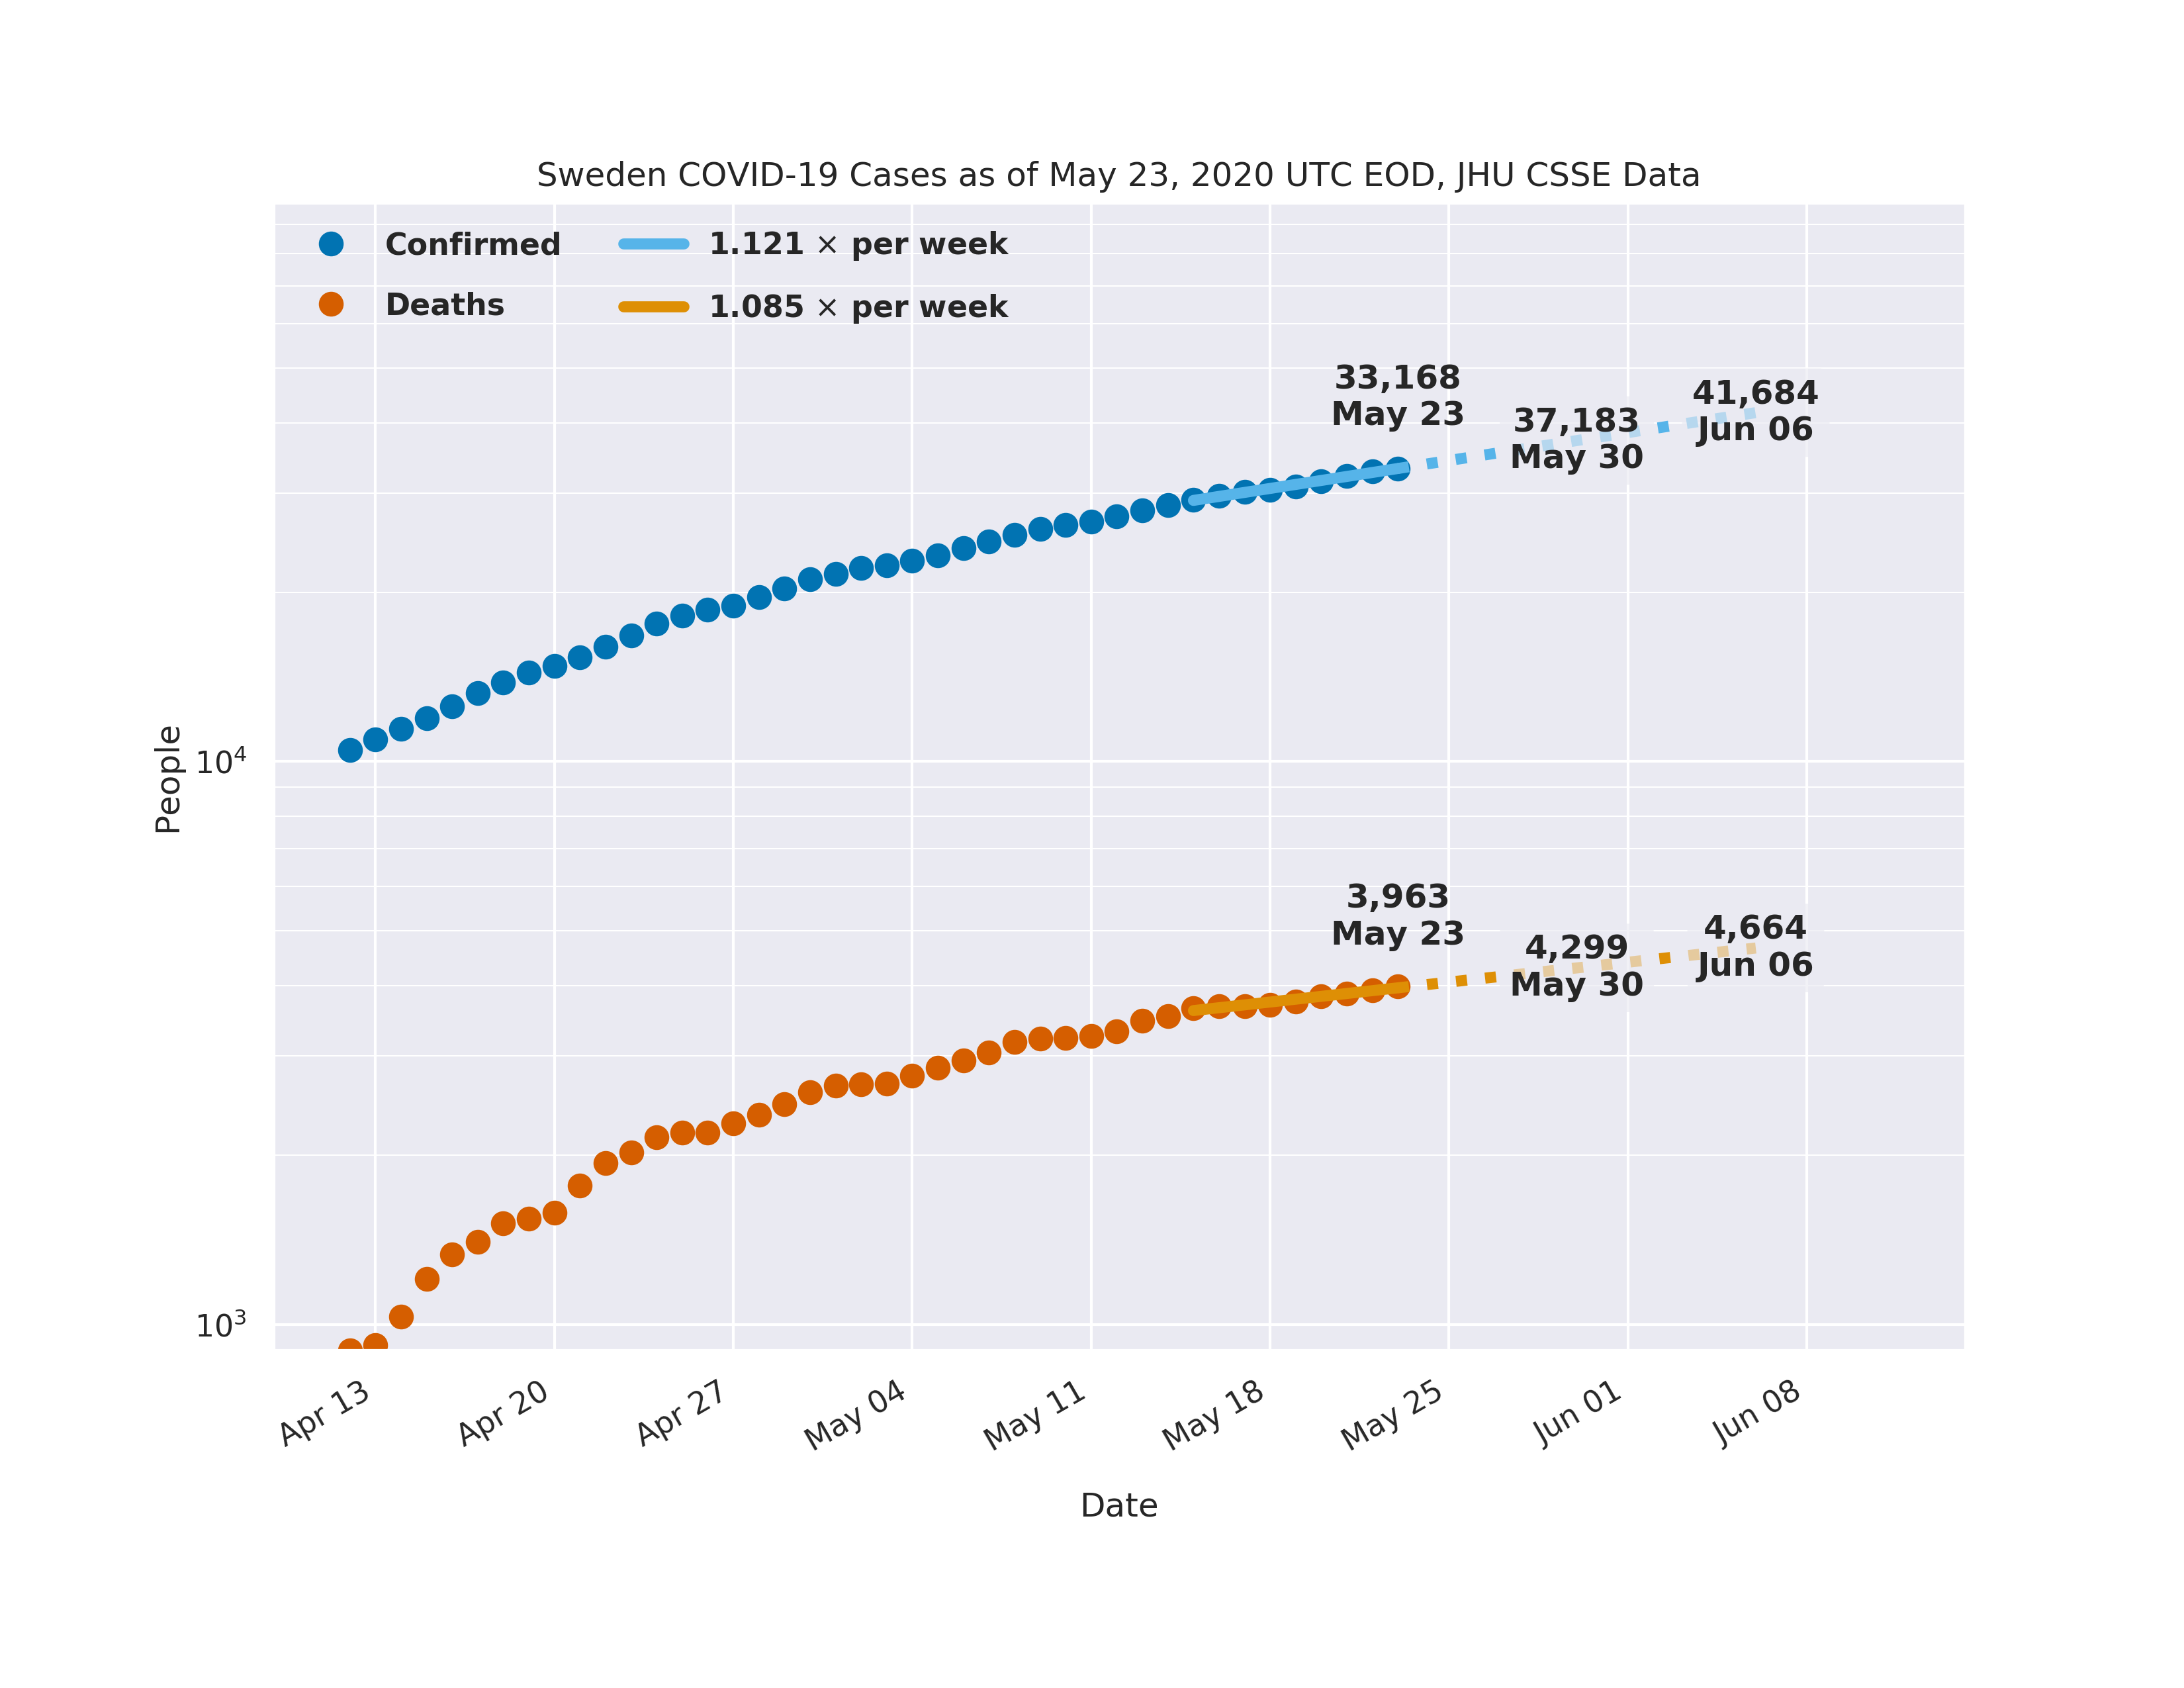 Sweden COVID-19 Cases as of May 23, 2020 UTC EOD, JHU CSSE Data
Confirmed
Deaths
1.121 × per week
1.085 × per week
33,168
May 23
37,183
May 30
41,684
Jun 06
3,963
May 23
4,299
May 30
4,664
Jun 06
People
10⁴
10³
Apr 13
Apr 20
Apr 27
May 04
May 11
May 18
May 25
Jun 01
Jun 08
Date